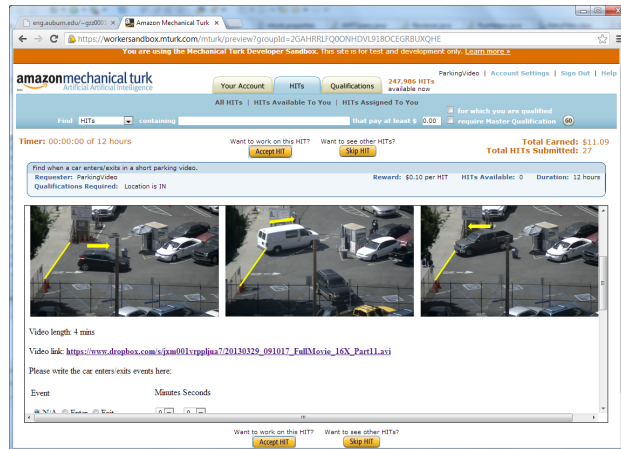 eng.auburn.edu/~gzz000
Amazon Mechanical Turk
https://workersandbox.mturk.com/mturk/preview?groupId=2GAHRRLFQ0ONHDVL918OCEGRBUXQHE
You are using the Mechanical Turk Developer Sandbox. This site is for test and development only. Learn more »
amazonmechanical turk
Artificial Artificial Intelligence
Your Account
HITs
Qualifications
247,986 HITs
available now
ParkingVideo | Account Settings | Sign Out | Help
All HITs | HITs Available To You | HITs Assigned To You
Find HITs containing that pay at least $ 0.00
for which you are qualified
require Master Qualification
GO
Timer: 00:00:00 of 12 hours
Want to work on this HIT?
Accept HIT
Want to see other HITs?
Skip HIT
Total Earned: $11.09
Total HITs Submitted: 27
Find when a car enters/exits in a short parking video.
Requester: ParkingVideo
Reward: $0.10 per HIT
HITs Available: 0
Duration: 12 hours
Qualifications Required: Location is IN
Video length: 4 mins
Video link: https://www.dropbox.com/s/jxm001vrppljua7/20130329_091017_FullMovie_16X_Part11.avi
Please write the car enters/exits events here:
Event
Minutes Seconds
N/A Enter Exit
0 0
Want to work on this HIT?
Accept HIT
Want to see other HITs?
Skip HIT